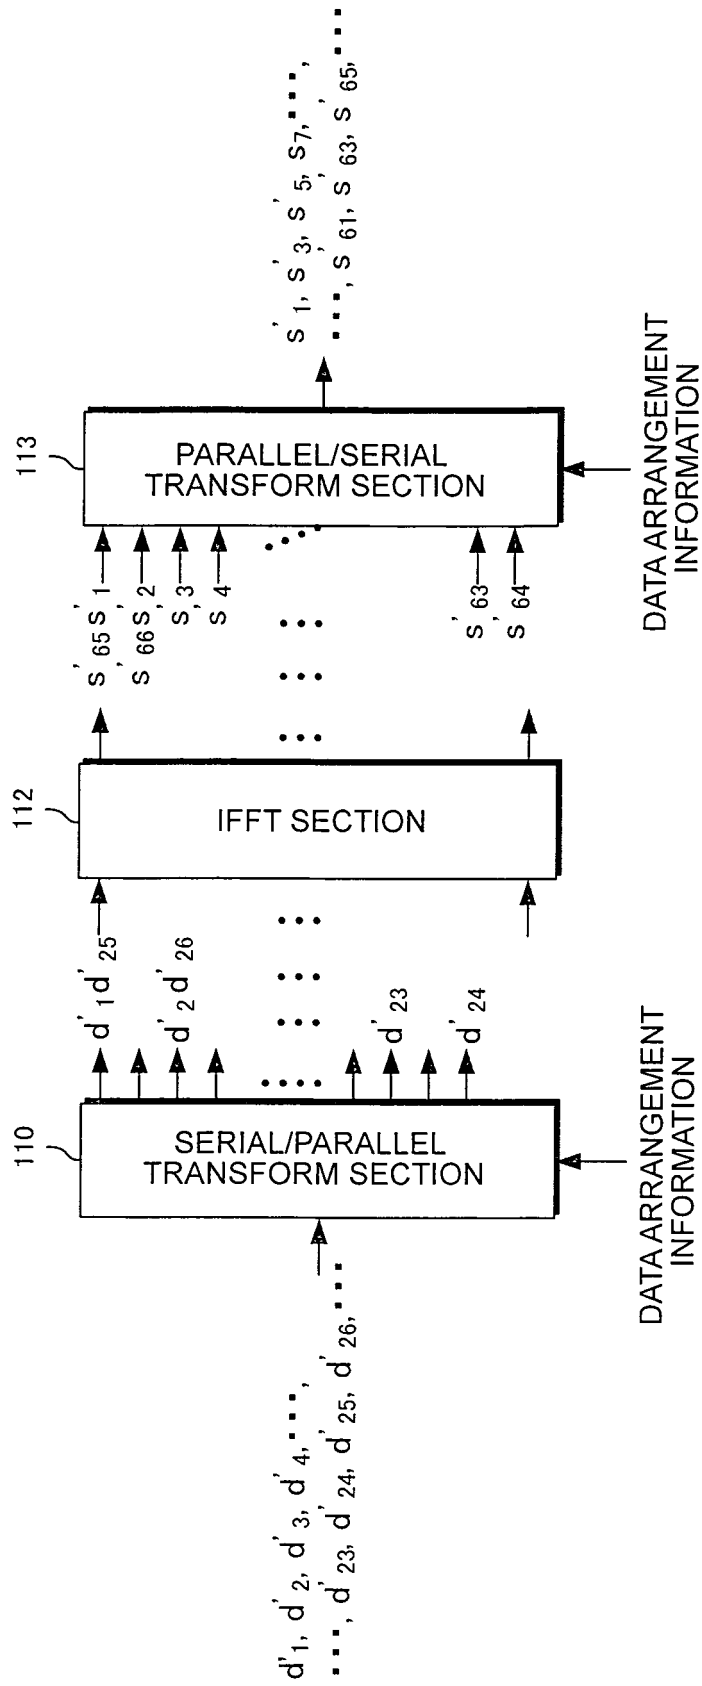 d'1, d'2, d'3, d'4, ▪▪▪,
▪▪▪, d'23, d'24, d'25, d'26, ▪▪▪
110
SERIAL/PARALLEL
TRANSFORM SECTION
DATA ARRANGEMENT
INFORMATION
d'1 d'25
d'2 d'26
d'23
d'24
112
IFFT SECTION
s'65 s'1
s'66 s'2
s'3
s'4
s'63
s'64
113
PARALLEL/SERIAL
TRANSFORM SECTION
DATA ARRANGEMENT
INFORMATION
s'1, s'3, s'5, s'7, ▪▪▪,
▪▪▪, s'61, s'63, s'65, ▪▪▪